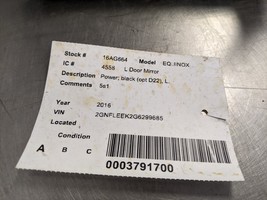 Stock # 16AG664 Model EQUINOX
IC # 4558 L Door Mirror
Description Power; black (opt D22), L.
Comments 5s1
Year 2016
VIN 2GNFLEEK2G6299685
Located
Condition
A B C
0003791700